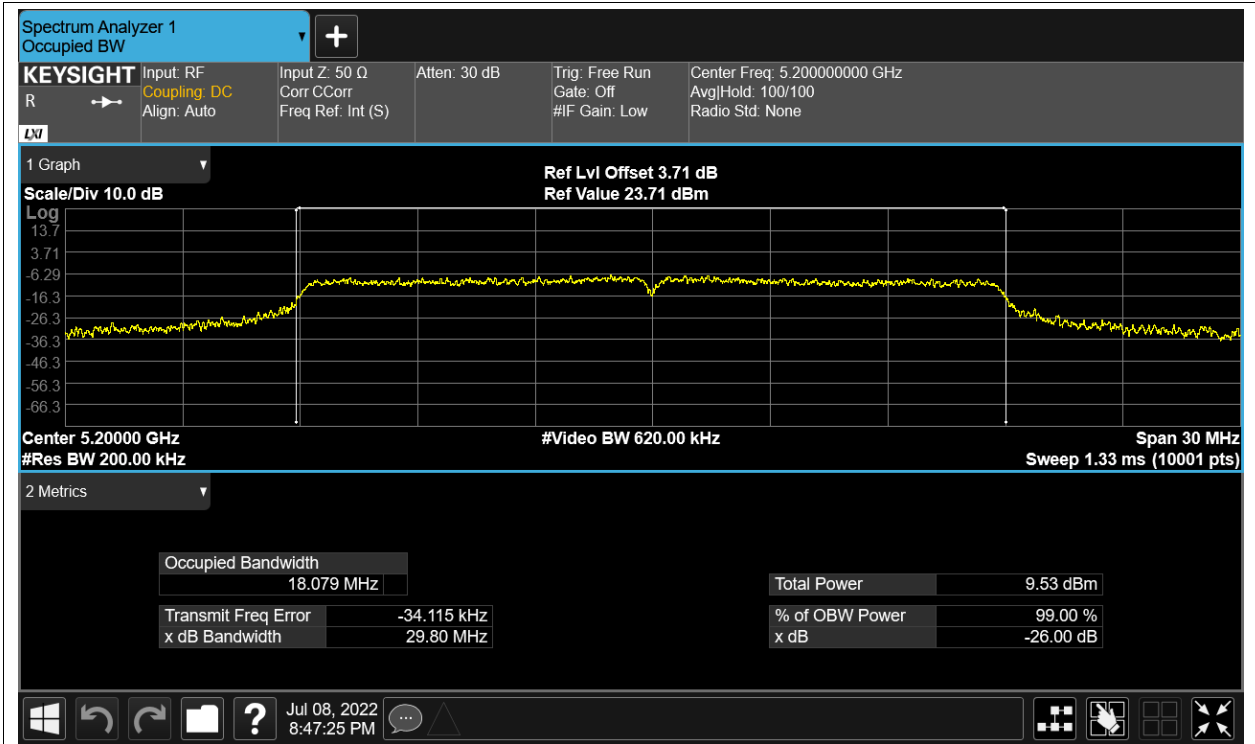 Spectrum Analyzer 1
Occupied BW
KEYSIGHT
R
LXI
Input: RF
Coupling: DC
Align: Auto
Input Z: 50 Ω
Corr CCorr
Freq Ref: Int (S)
Atten: 30 dB
Trig: Free Run
Gate: Off
#IF Gain: Low
Center Freq: 5.200000000 GHz
Avg|Hold: 100/100
Radio Std: None
1 Graph
Scale/Div 10.0 dB
Ref Lvl Offset 3.71 dB
Ref Value 23.71 dBm
Log
13.7
3.71
-6.29
-16.3
-26.3
-36.3
-46.3
-56.3
-66.3
Center 5.20000 GHz
#Video BW 620.00 kHz
Span 30 MHz
#Res BW 200.00 kHz
Sweep 1.33 ms (10001 pts)
2 Metrics
Occupied Bandwidth
18.079 MHz
Total Power 9.53 dBm
Transmit Freq Error -34.115 kHz
% of OBW Power 99.00 %
x dB Bandwidth 29.80 MHz
x dB -26.00 dB
?
Jul 08, 2022
8:47:25 PM